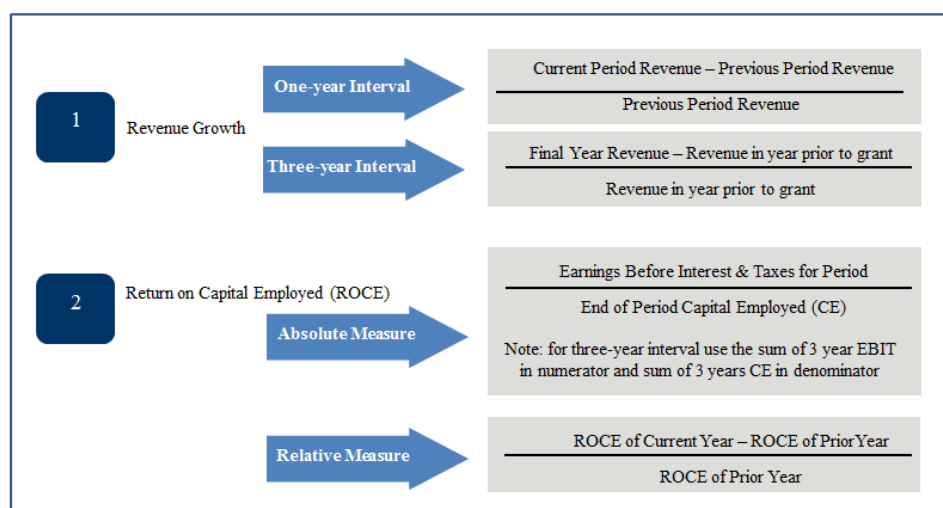 1
Revenue Growth
One-year Interval
Current Period Revenue – Previous Period Revenue
Previous Period Revenue
Three-year Interval
Final Year Revenue – Revenue in year prior to grant
Revenue in year prior to grant
2
Return on Capital Employed (ROCE)
Absolute Measure
Earnings Before Interest & Taxes for Period
End of Period Capital Employed (CE)
Note: for three-year interval use the sum of 3 year EBIT
in numerator and sum of 3 years CE in denominator
Relative Measure
ROCE of Current Year – ROCE of Prior Year
ROCE of Prior Year